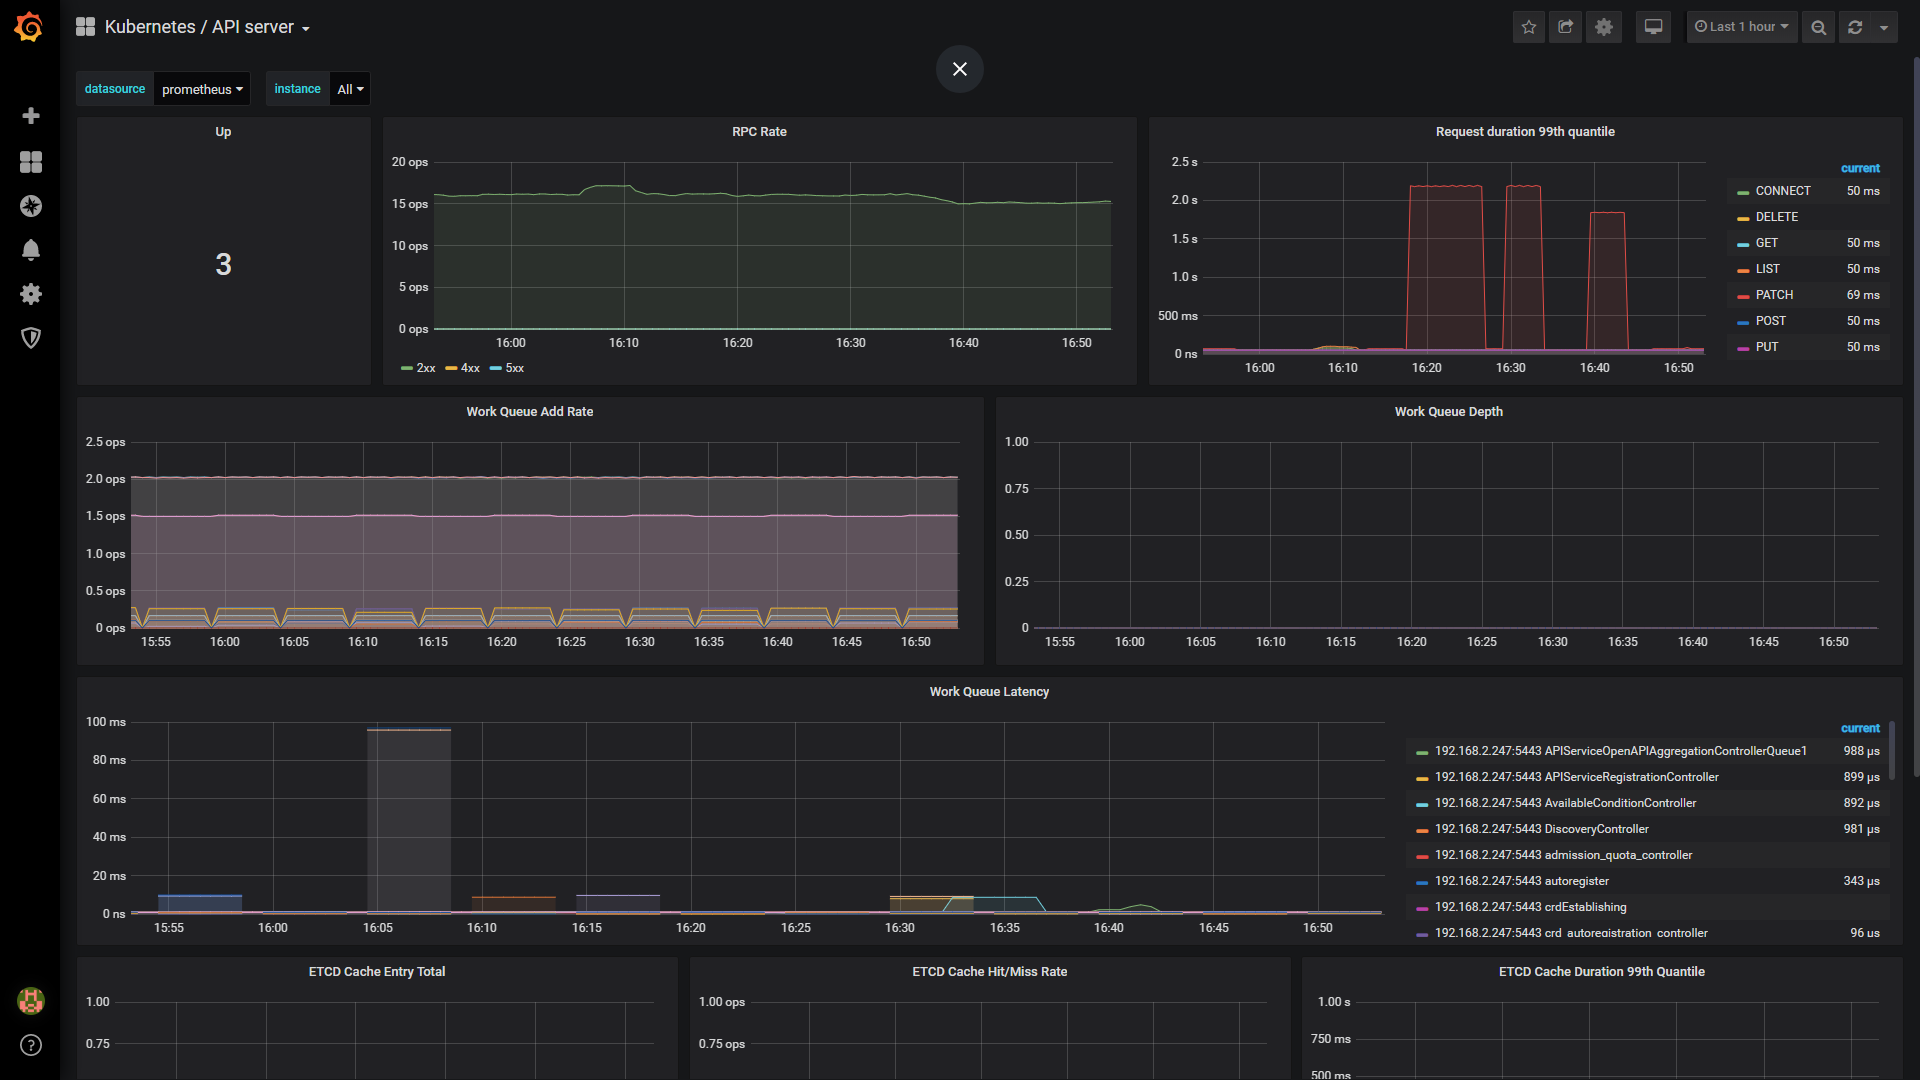 Kubernetes / API server
Last 1 hour
datasource prometheus instance All
Up
3
RPC Rate
20 ops
15 ops
10 ops
5 ops
0 ops
16:00 16:10 16:20 16:30 16:40 16:50
2xx 4xx 5xx
Request duration 99th quantile
2.5 s
2.0 s
1.5 s
1.0 s
500 ms
0 ns
16:00 16:10 16:20 16:30 16:40 16:50
current
CONNECT 50 ms
DELETE
GET 50 ms
LIST 50 ms
PATCH 69 ms
POST 50 ms
PUT 50 ms
Work Queue Add Rate
2.5 ops
2.0 ops
1.5 ops
1.0 ops
0.5 ops
0 ops
15:55 16:00 16:05 16:10 16:15 16:20 16:25 16:30 16:35 16:40 16:45 16:50
Work Queue Depth
1.00
0.75
0.50
0.25
0
15:55 16:00 16:05 16:10 16:15 16:20 16:25 16:30 16:35 16:40 16:45 16:50
Work Queue Latency
100 ms
80 ms
60 ms
40 ms
20 ms
0 ns
15:55 16:00 16:05 16:10 16:15 16:20 16:25 16:30 16:35 16:40 16:45 16:50
current
192.168.2.247:5443 APIServiceOpenAPIAggregationControllerQueue1 988 µs
192.168.2.247:5443 APIServiceRegistrationController 899 µs
192.168.2.247:5443 AvailableConditionController 892 µs
192.168.2.247:5443 DiscoveryController 981 µs
192.168.2.247:5443 admission_quota_controller
192.168.2.247:5443 autoregister 343 µs
192.168.2.247:5443 crdEstablishing
192.168.2.247:5443 crd_autoregistration_controller 96 µs
ETCD Cache Entry Total
1.00
0.75
ETCD Cache Hit/Miss Rate
1.00 ops
0.75 ops
ETCD Cache Duration 99th Quantile
1.00 s
750 ms
500 ms